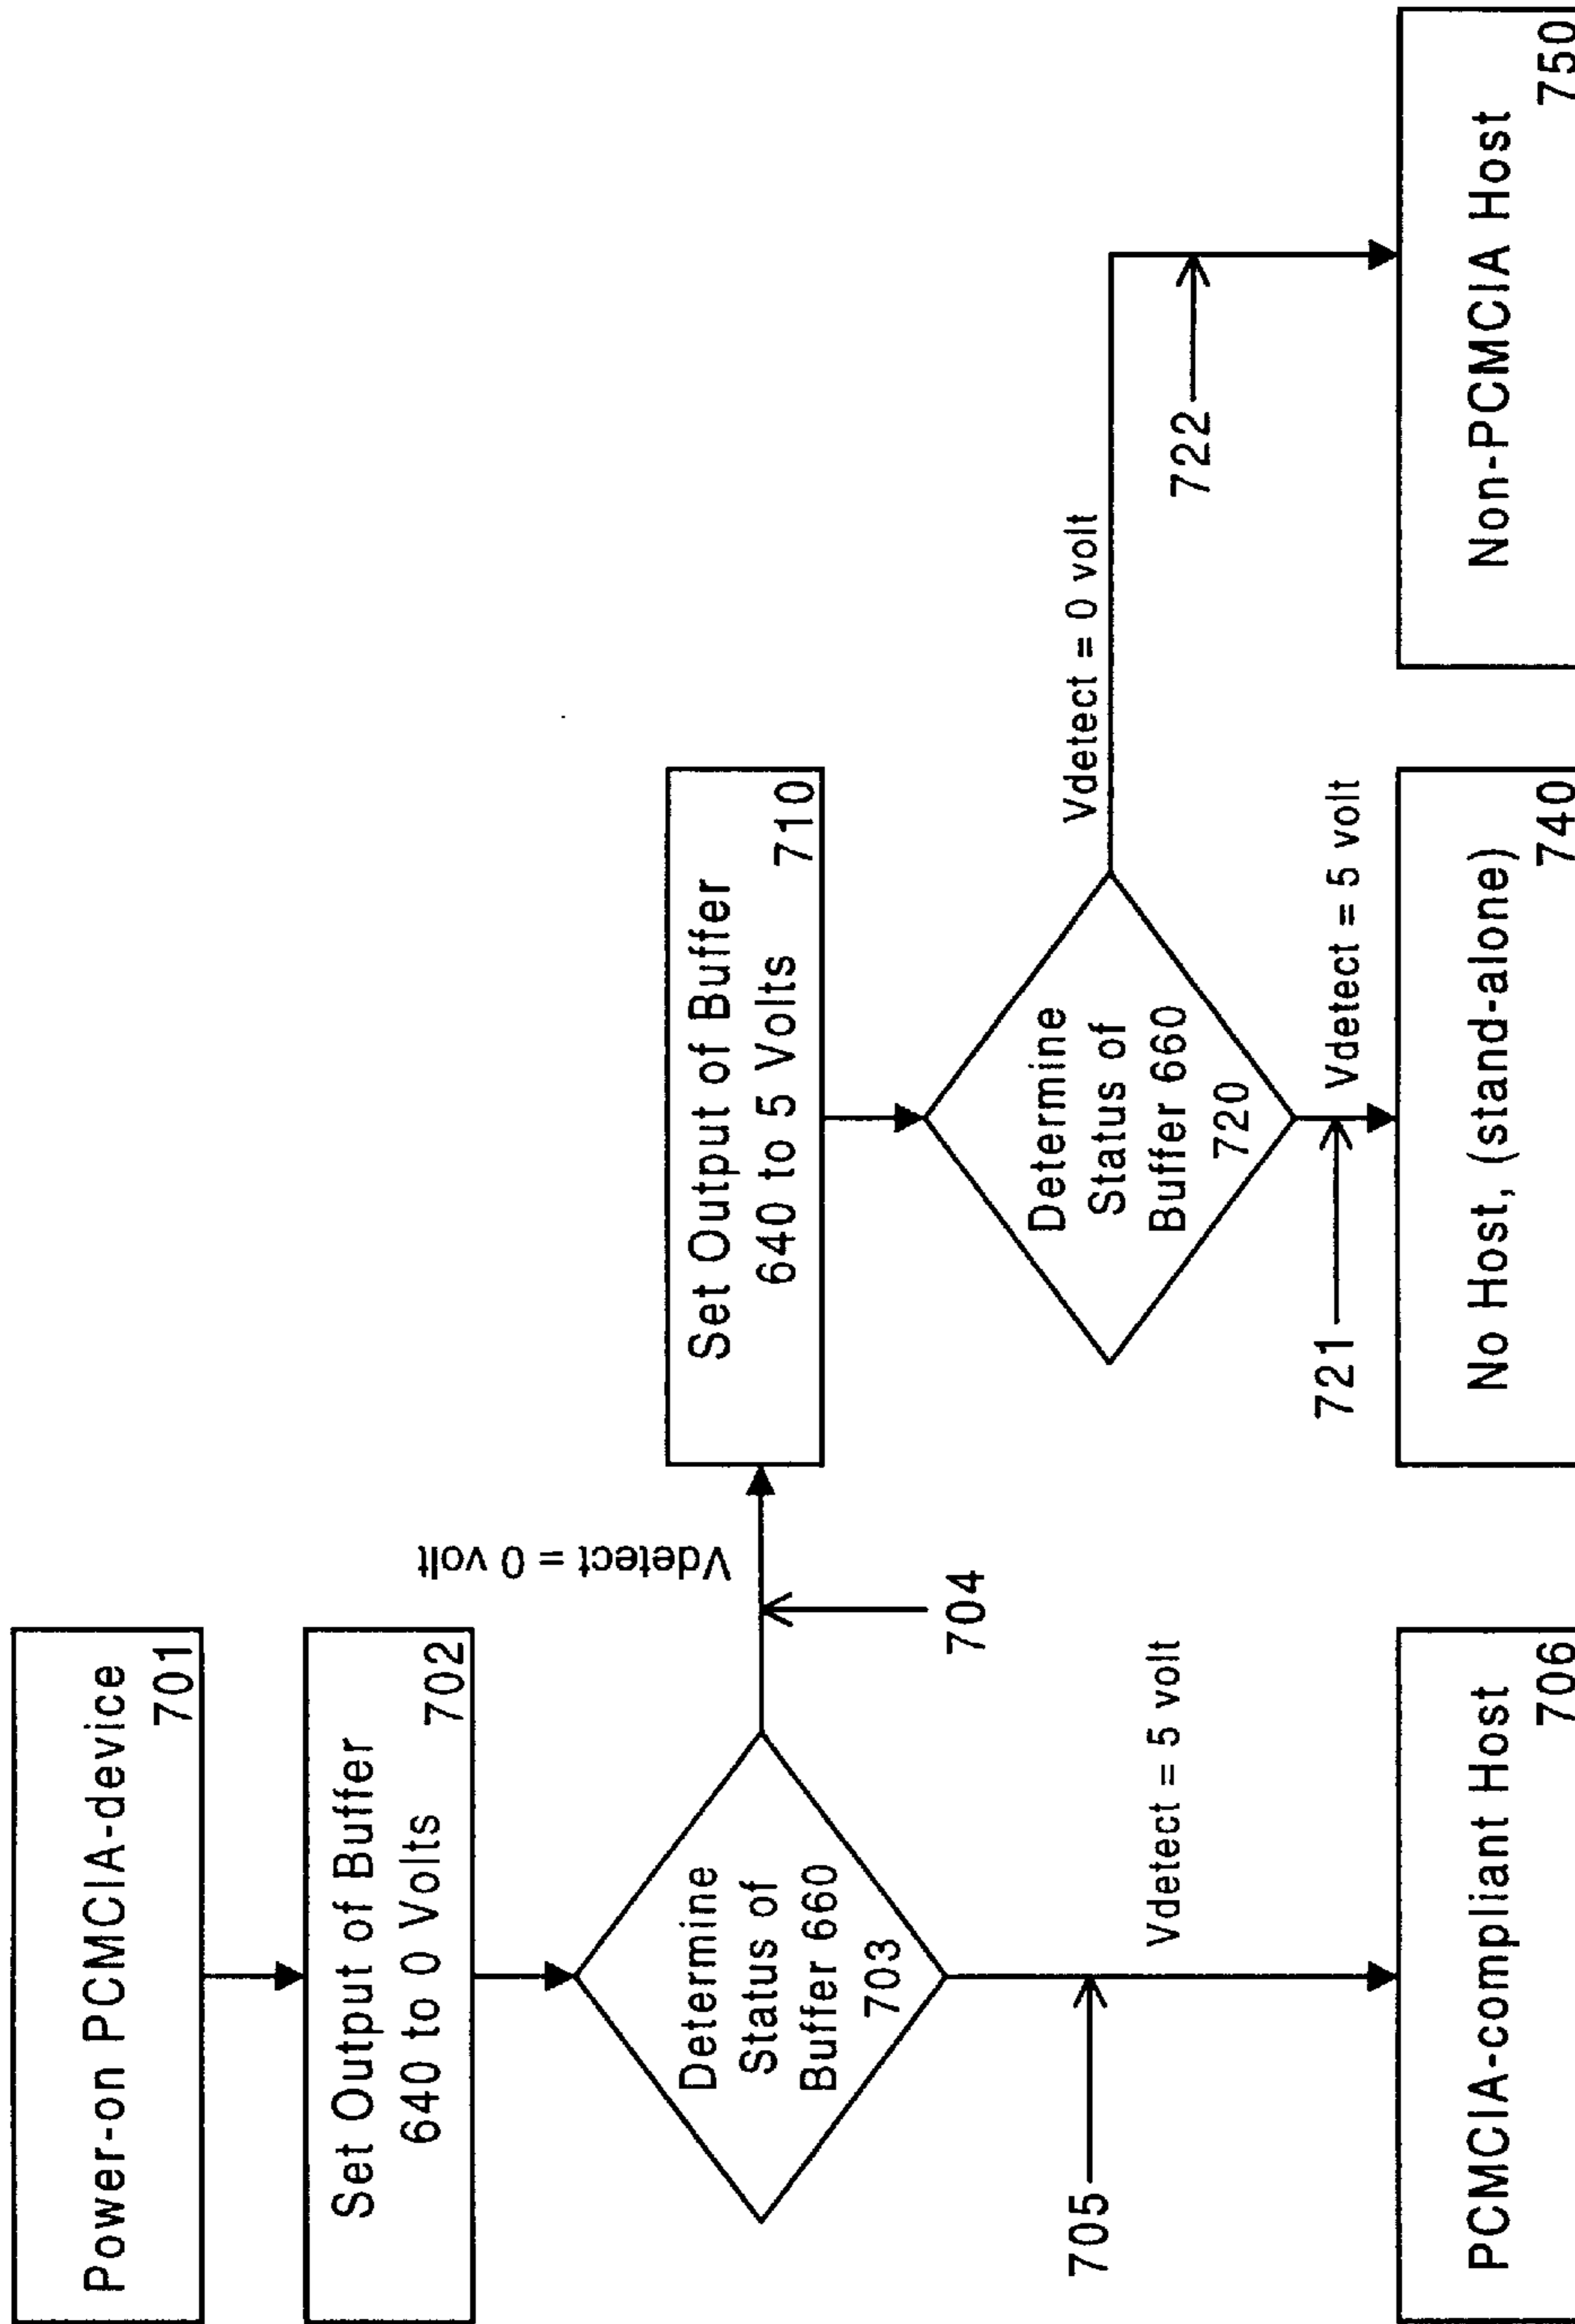 Power-on PCMCIA-device
701
Set Output of Buffer
640 to 0 Volts
702
Determine
Status of
Buffer 660
703
Vdetect = 0 volt
704
705
Vdetect = 5 volt
PCMCIA-compliant Host
706
Set Output of Buffer
640 to 5 Volts
710
Determine
Status of
Buffer 660
720
Vdetect = 0 volt
722
721
Vdetect = 5 volt
No Host, (stand-alone)
740
Non-PCMCIA Host
750